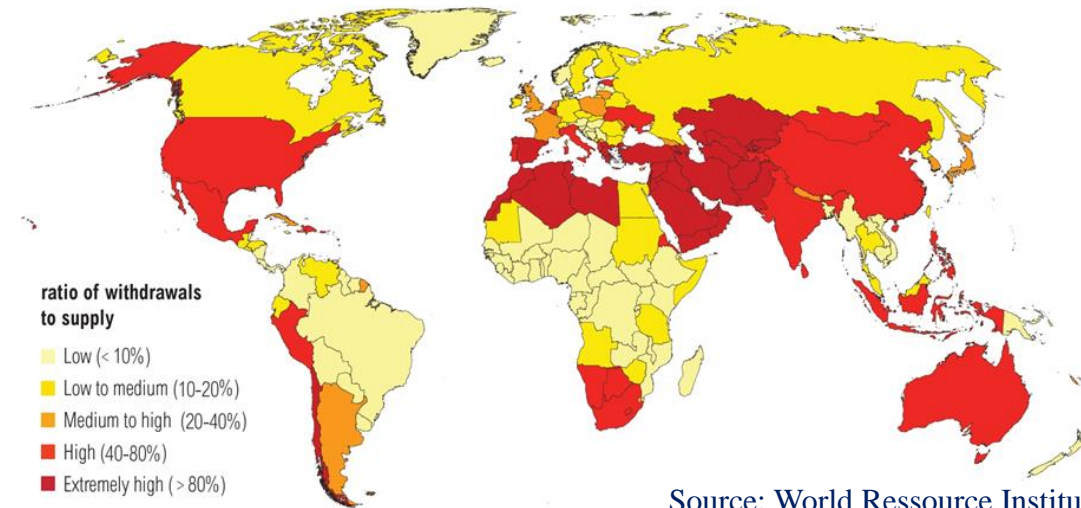 ratio of withdrawals
to supply
Low (< 10%)
Low to medium (10-20%)
Medium to high (20-40%)
High (40-80%)
Extremely high (> 80%)
Source: World Ressource Institu